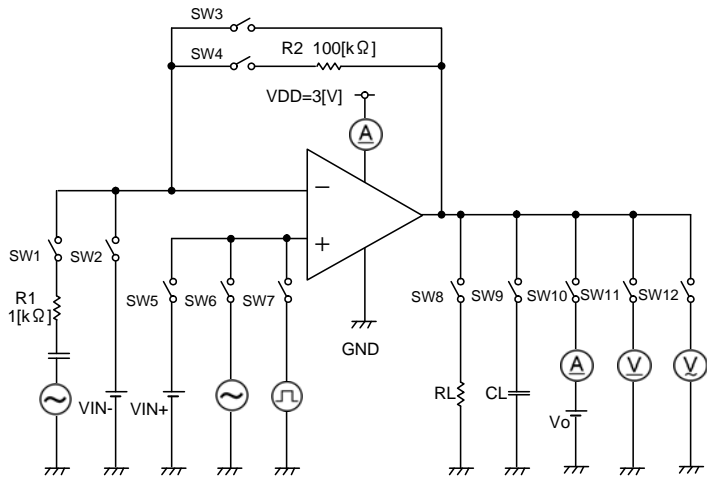 SW3
R2 100[kΩ]
SW4
VDD=3[V]
A
−
+
SW1
SW2
SW5
SW6
SW7
SW8
SW9
SW10
SW11
SW12
R1
1[kΩ]
GND
VIN-
VIN+
RL
CL
A
V
V
Vo